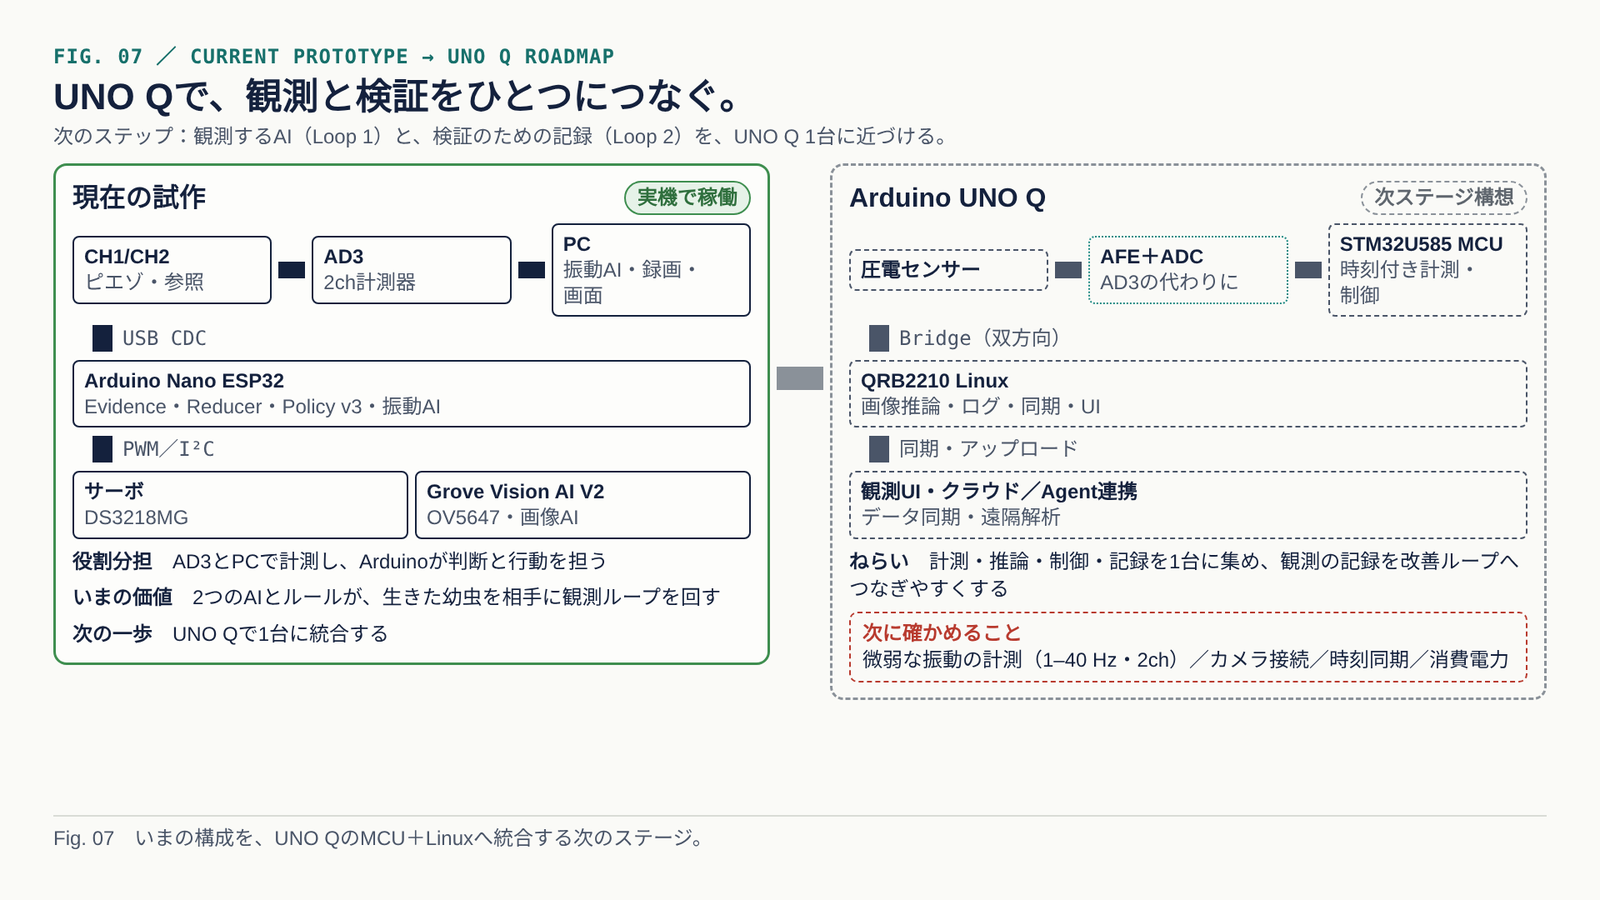 FIG. 07 ／ CURRENT PROTOTYPE → UNO Q ROADMAP
UNO Qで、観測と検証をひとつにつなぐ。
次のステップ：観測するAI（Loop 1）と、検証のための記録（Loop 2）を、UNO Q 1台に近づける。
現在の試作
実機で稼働
CH1/CH2
ピエゾ・参照
AD3
2ch計測器
PC
振動AI・録画・
画面
USB CDC
Arduino Nano ESP32
Evidence・Reducer・Policy v3・振動AI
PWM／I²C
サーボ
DS3218MG
Grove Vision AI V2
OV5647・画像AI
役割分担　AD3とPCで計測し、Arduinoが判断と行動を担う
いまの価値　2つのAIとルールが、生きた幼虫を相手に観測ループを回す
次の一歩　UNO Qで1台に統合する
Arduino UNO Q
次ステージ構想
圧電センサー
AFE＋ADC
AD3の代わりに
STM32U585 MCU
時刻付き計測・
制御
Bridge（双方向）
QRB2210 Linux
画像推論・ログ・同期・UI
同期・アップロード
観測UI・クラウド／Agent連携
データ同期・遠隔解析
ねらい　計測・推論・制御・記録を1台に集め、観測の記録を改善ループへ
つなぎやすくする
次に確かめること
微弱な振動の計測（1–40 Hz・2ch）／カメラ接続／時刻同期／消費電力
Fig. 07　いまの構成を、UNO QのMCU＋Linuxへ統合する次のステージ。